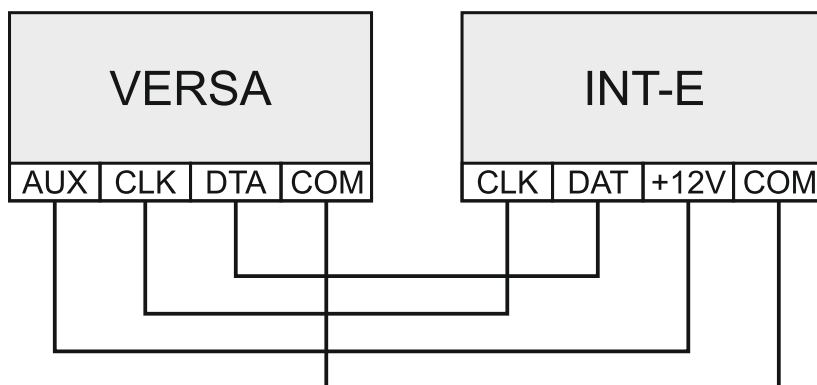 VERSA
INT-E
AUX CLK DTA COM
CLK DAT +12V COM